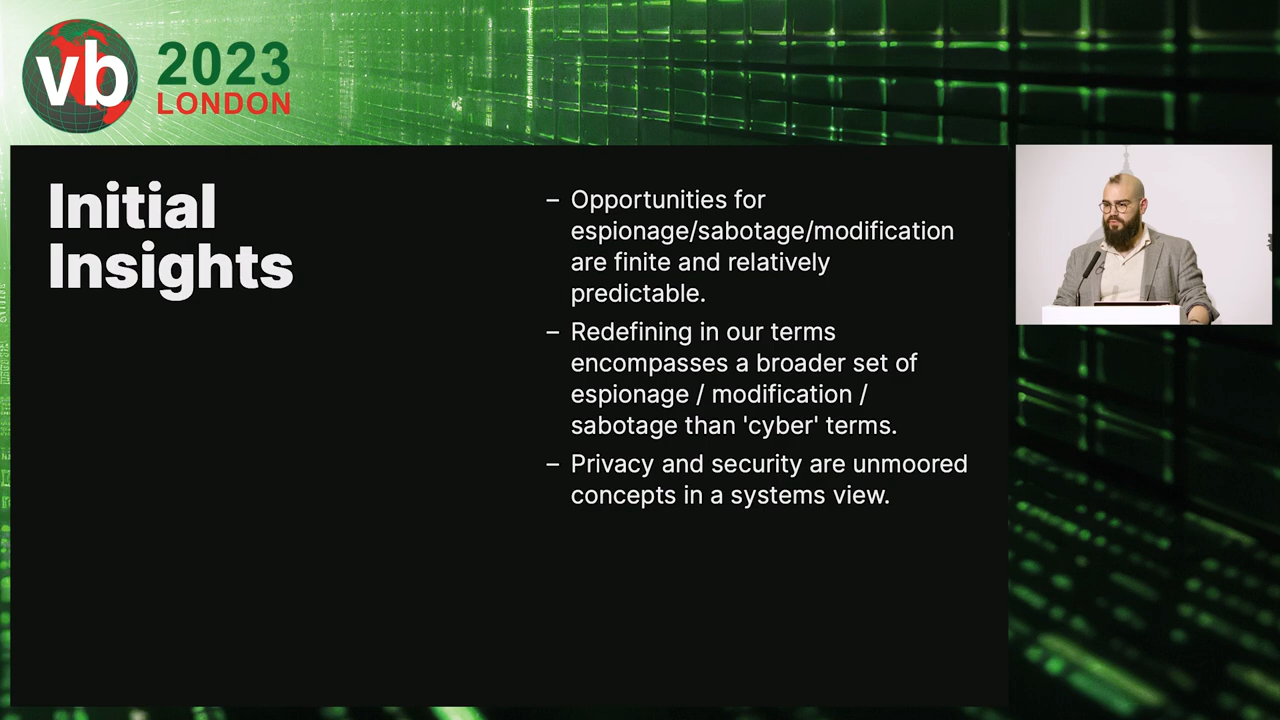 vb
2023
LONDON
Initial
Insights
– Opportunities for
espionage/sabotage/modification
are finite and relatively
predictable.
– Redefining in our terms
encompasses a broader set of
espionage / modification /
sabotage than 'cyber' terms.
– Privacy and security are unmoored
concepts in a systems view.